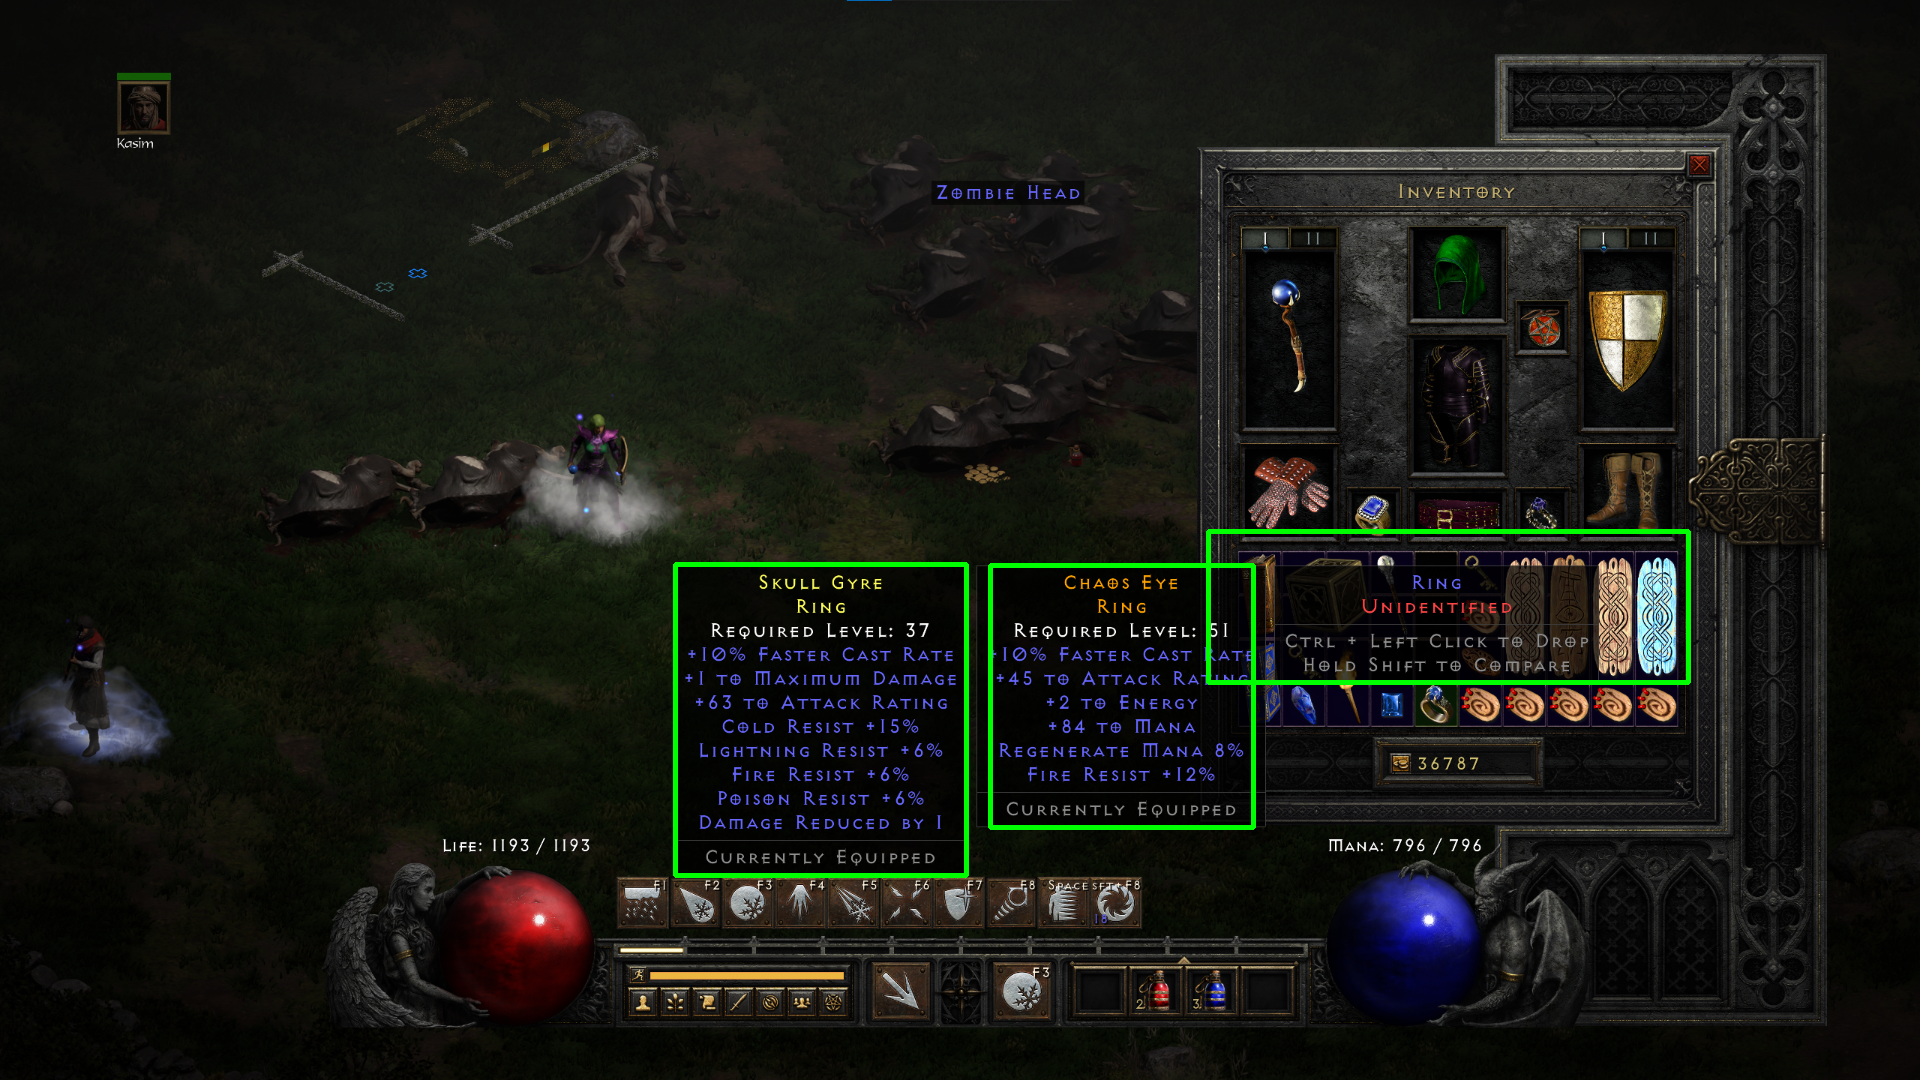 Kasim
Zombie Head
Inventory
I
II
I
II
Skull Gyre
Ring
Required Level: 37
+10% Faster Cast Rate
+1 to Maximum Damage
+63 to Attack Rating
Cold Resist +15%
Lightning Resist +6%
Fire Resist +6%
Poison Resist +6%
Damage Reduced by 1
Currently Equipped
Chaos Eye
Ring
Required Level: 51
+10% Faster Cast Rate
+45 to Attack Rating
+2 to Energy
+84 to Mana
Regenerate Mana 8%
Fire Resist +12%
Currently Equipped
Ring
Unidentified
Ctrl + Left Click to Drop
Hold Shift to Compare
36787
Life: 1193 / 1193
Mana: 796 / 796
F1
F2
F3
F4
F5
F6
F7
F8
F8
18
F3
2
3